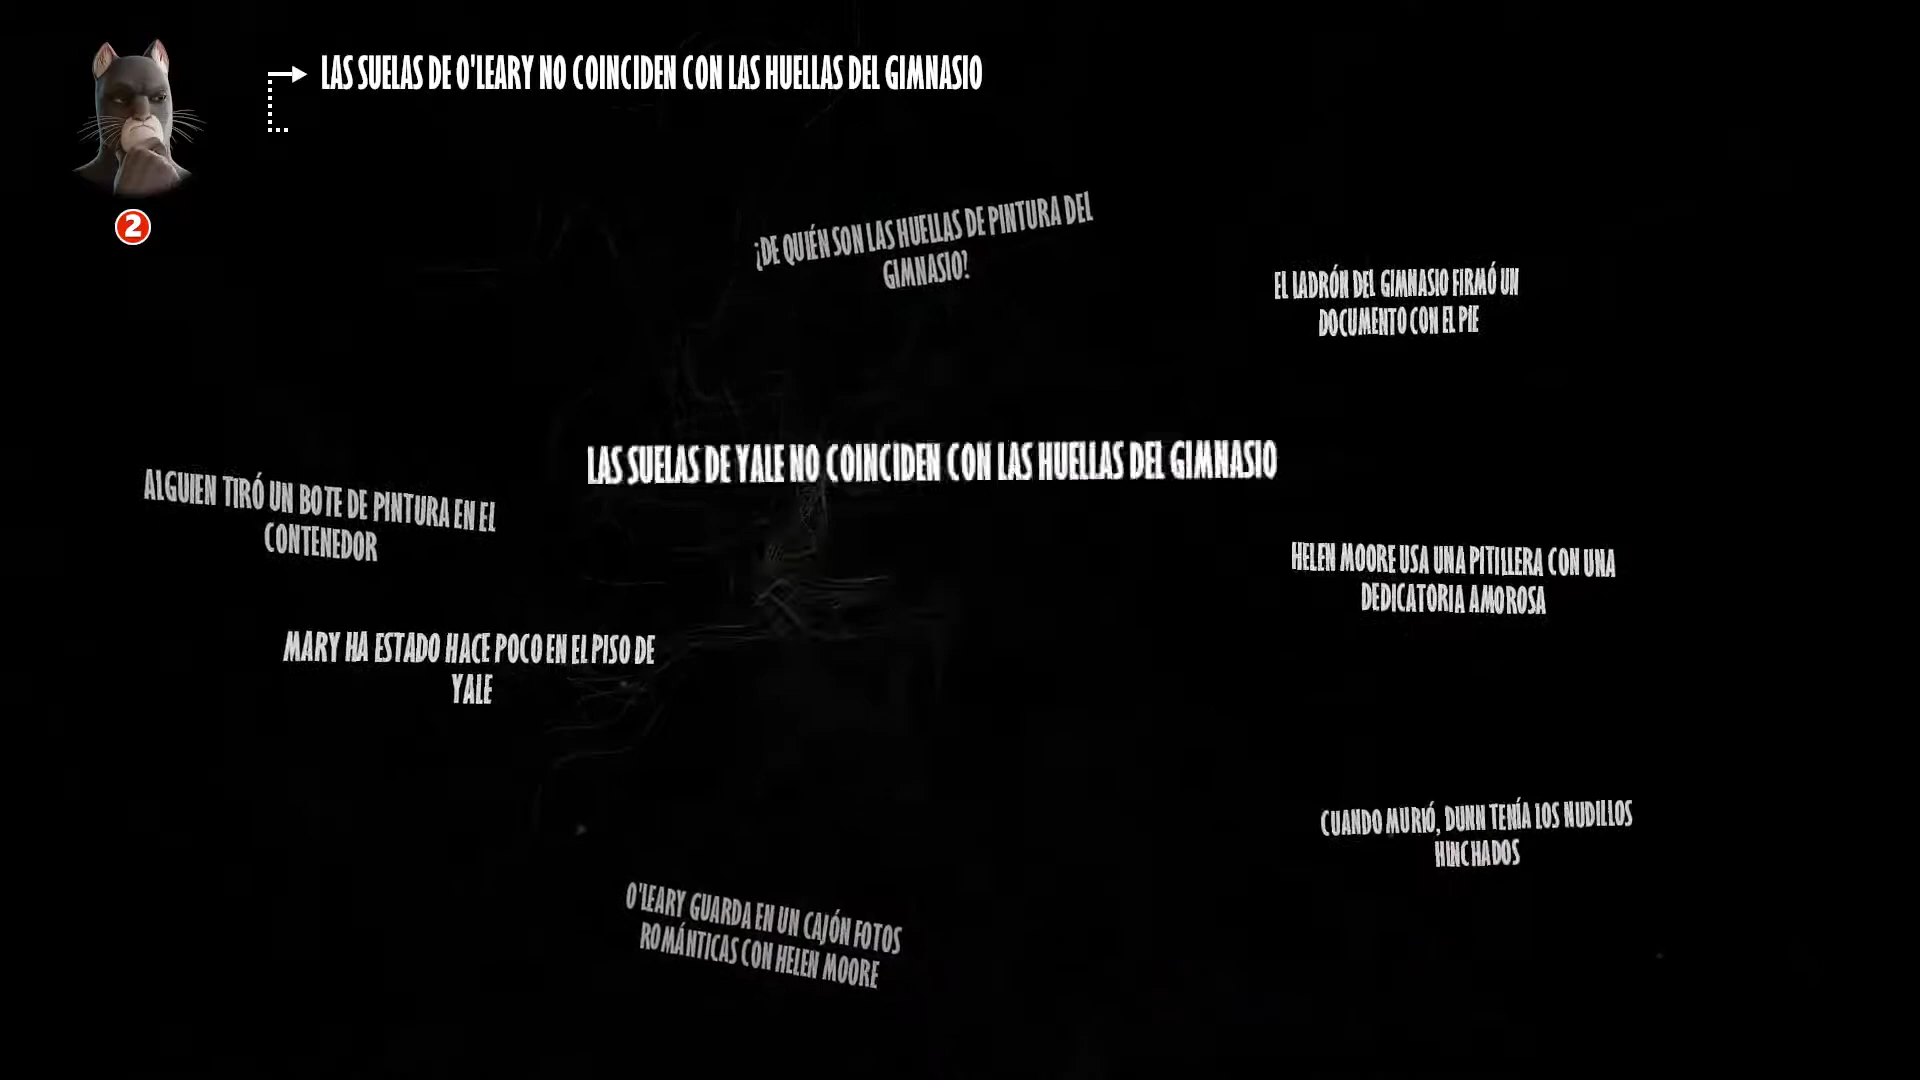 LAS SUELAS DE O'LEARY NO COINCIDEN CON LAS HUELLAS DEL GIMNASIO
2
¿DE QUIÉN SON LAS HUELLAS DE PINTURA DEL
GIMNASIO?
EL LADRÓN DEL GIMNASIO FIRMÓ UN
DOCUMENTO CON EL PIE
LAS SUELAS DE YALE NO COINCIDEN CON LAS HUELLAS DEL GIMNASIO
ALGUIEN TIRÓ UN BOTE DE PINTURA EN EL
CONTENEDOR
HELEN MOORE USA UNA PITILLERA CON UNA
DEDICATORIA AMOROSA
MARY HA ESTADO HACE POCO EN EL PISO DE
YALE
CUANDO MURIÓ, DUNN TENÍA LOS NUDILLOS
HINCHADOS
O'LEARY GUARDA EN UN CAJÓN FOTOS
ROMÁNTICAS CON HELEN MOORE